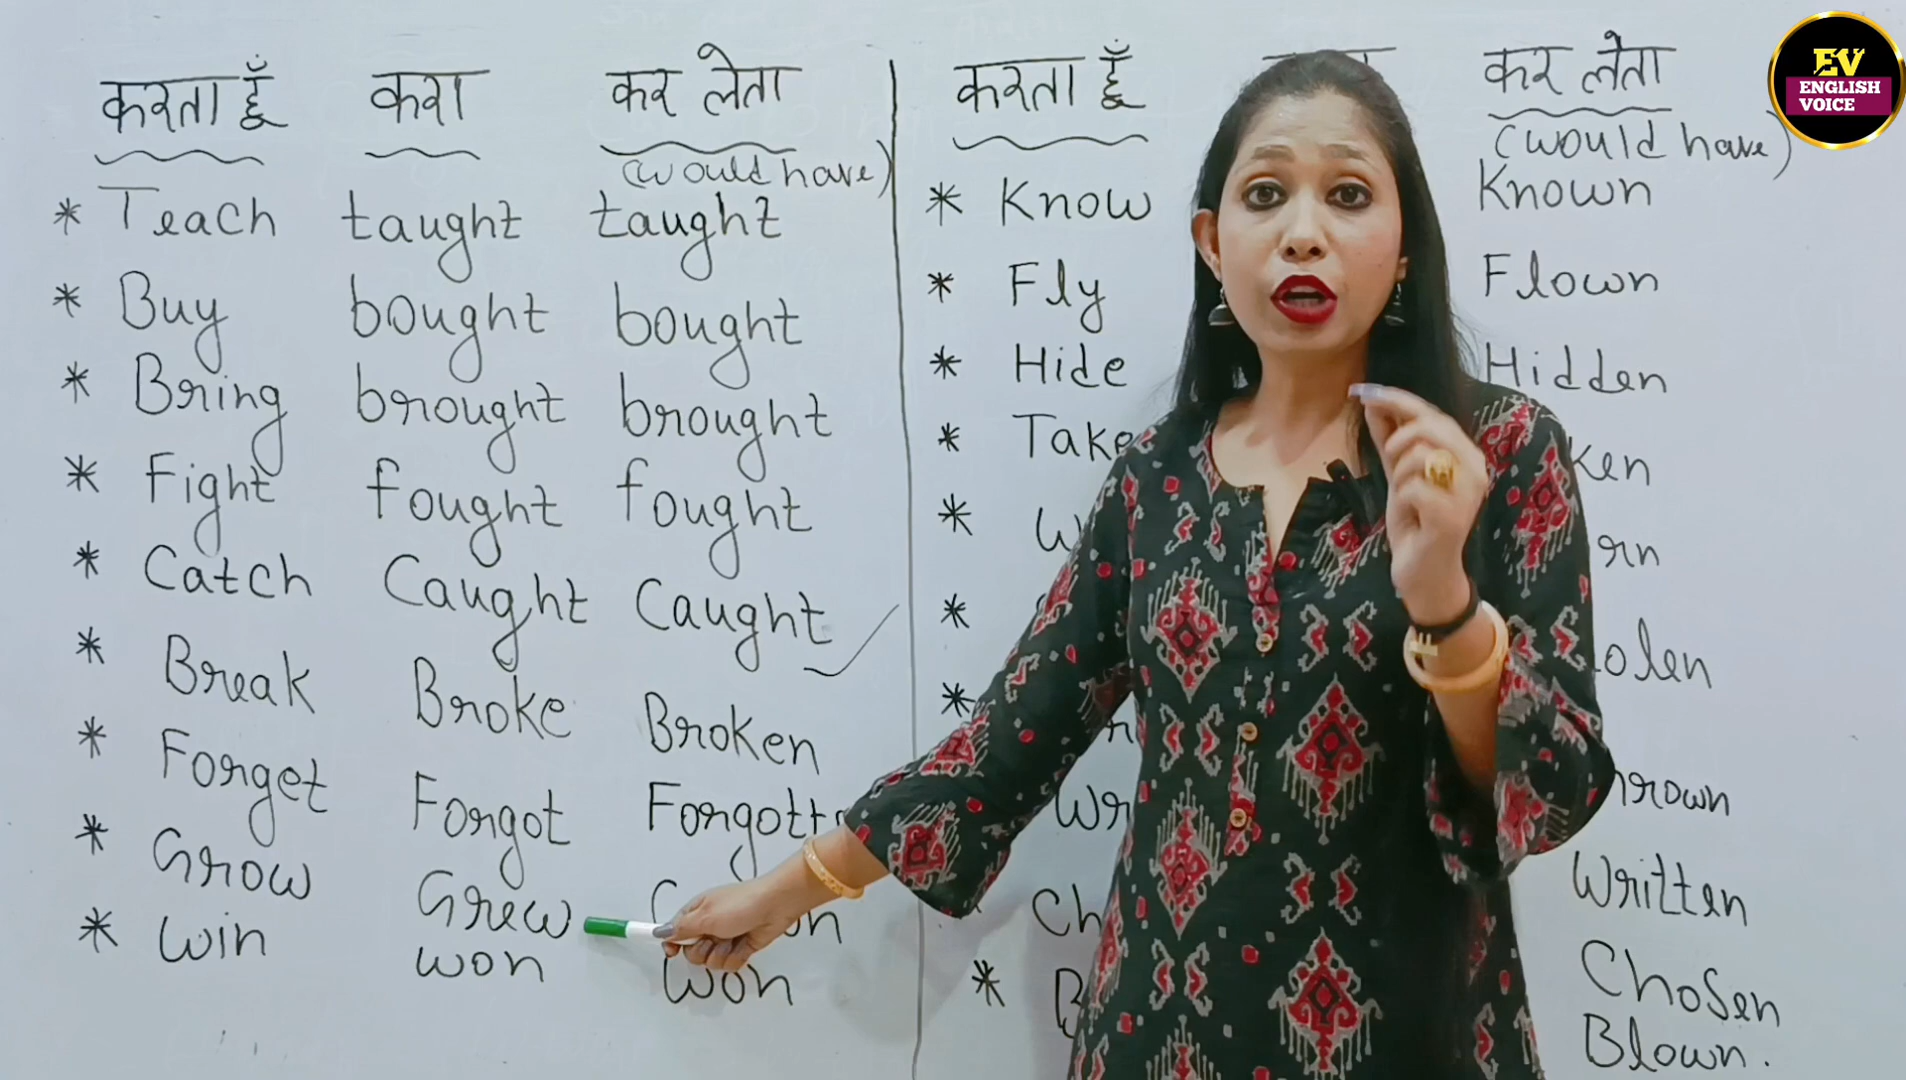 करता हूँ करा कर लेता
(would have)
* Teach taught taught
* Buy bought bought
* Bring brought brought
* Fight fought fought
* Catch Caught Caught
* Break Broke Broken
* Forget Forgot
* Grow Grew
* Win won won
करता हूँ कर लेता
(would have)
* Know Known
* Fly Flown
* Hide Hidden
* Take
*
*
*
Written
Chosen
* Blown.
EV
ENGLISH
VOICE